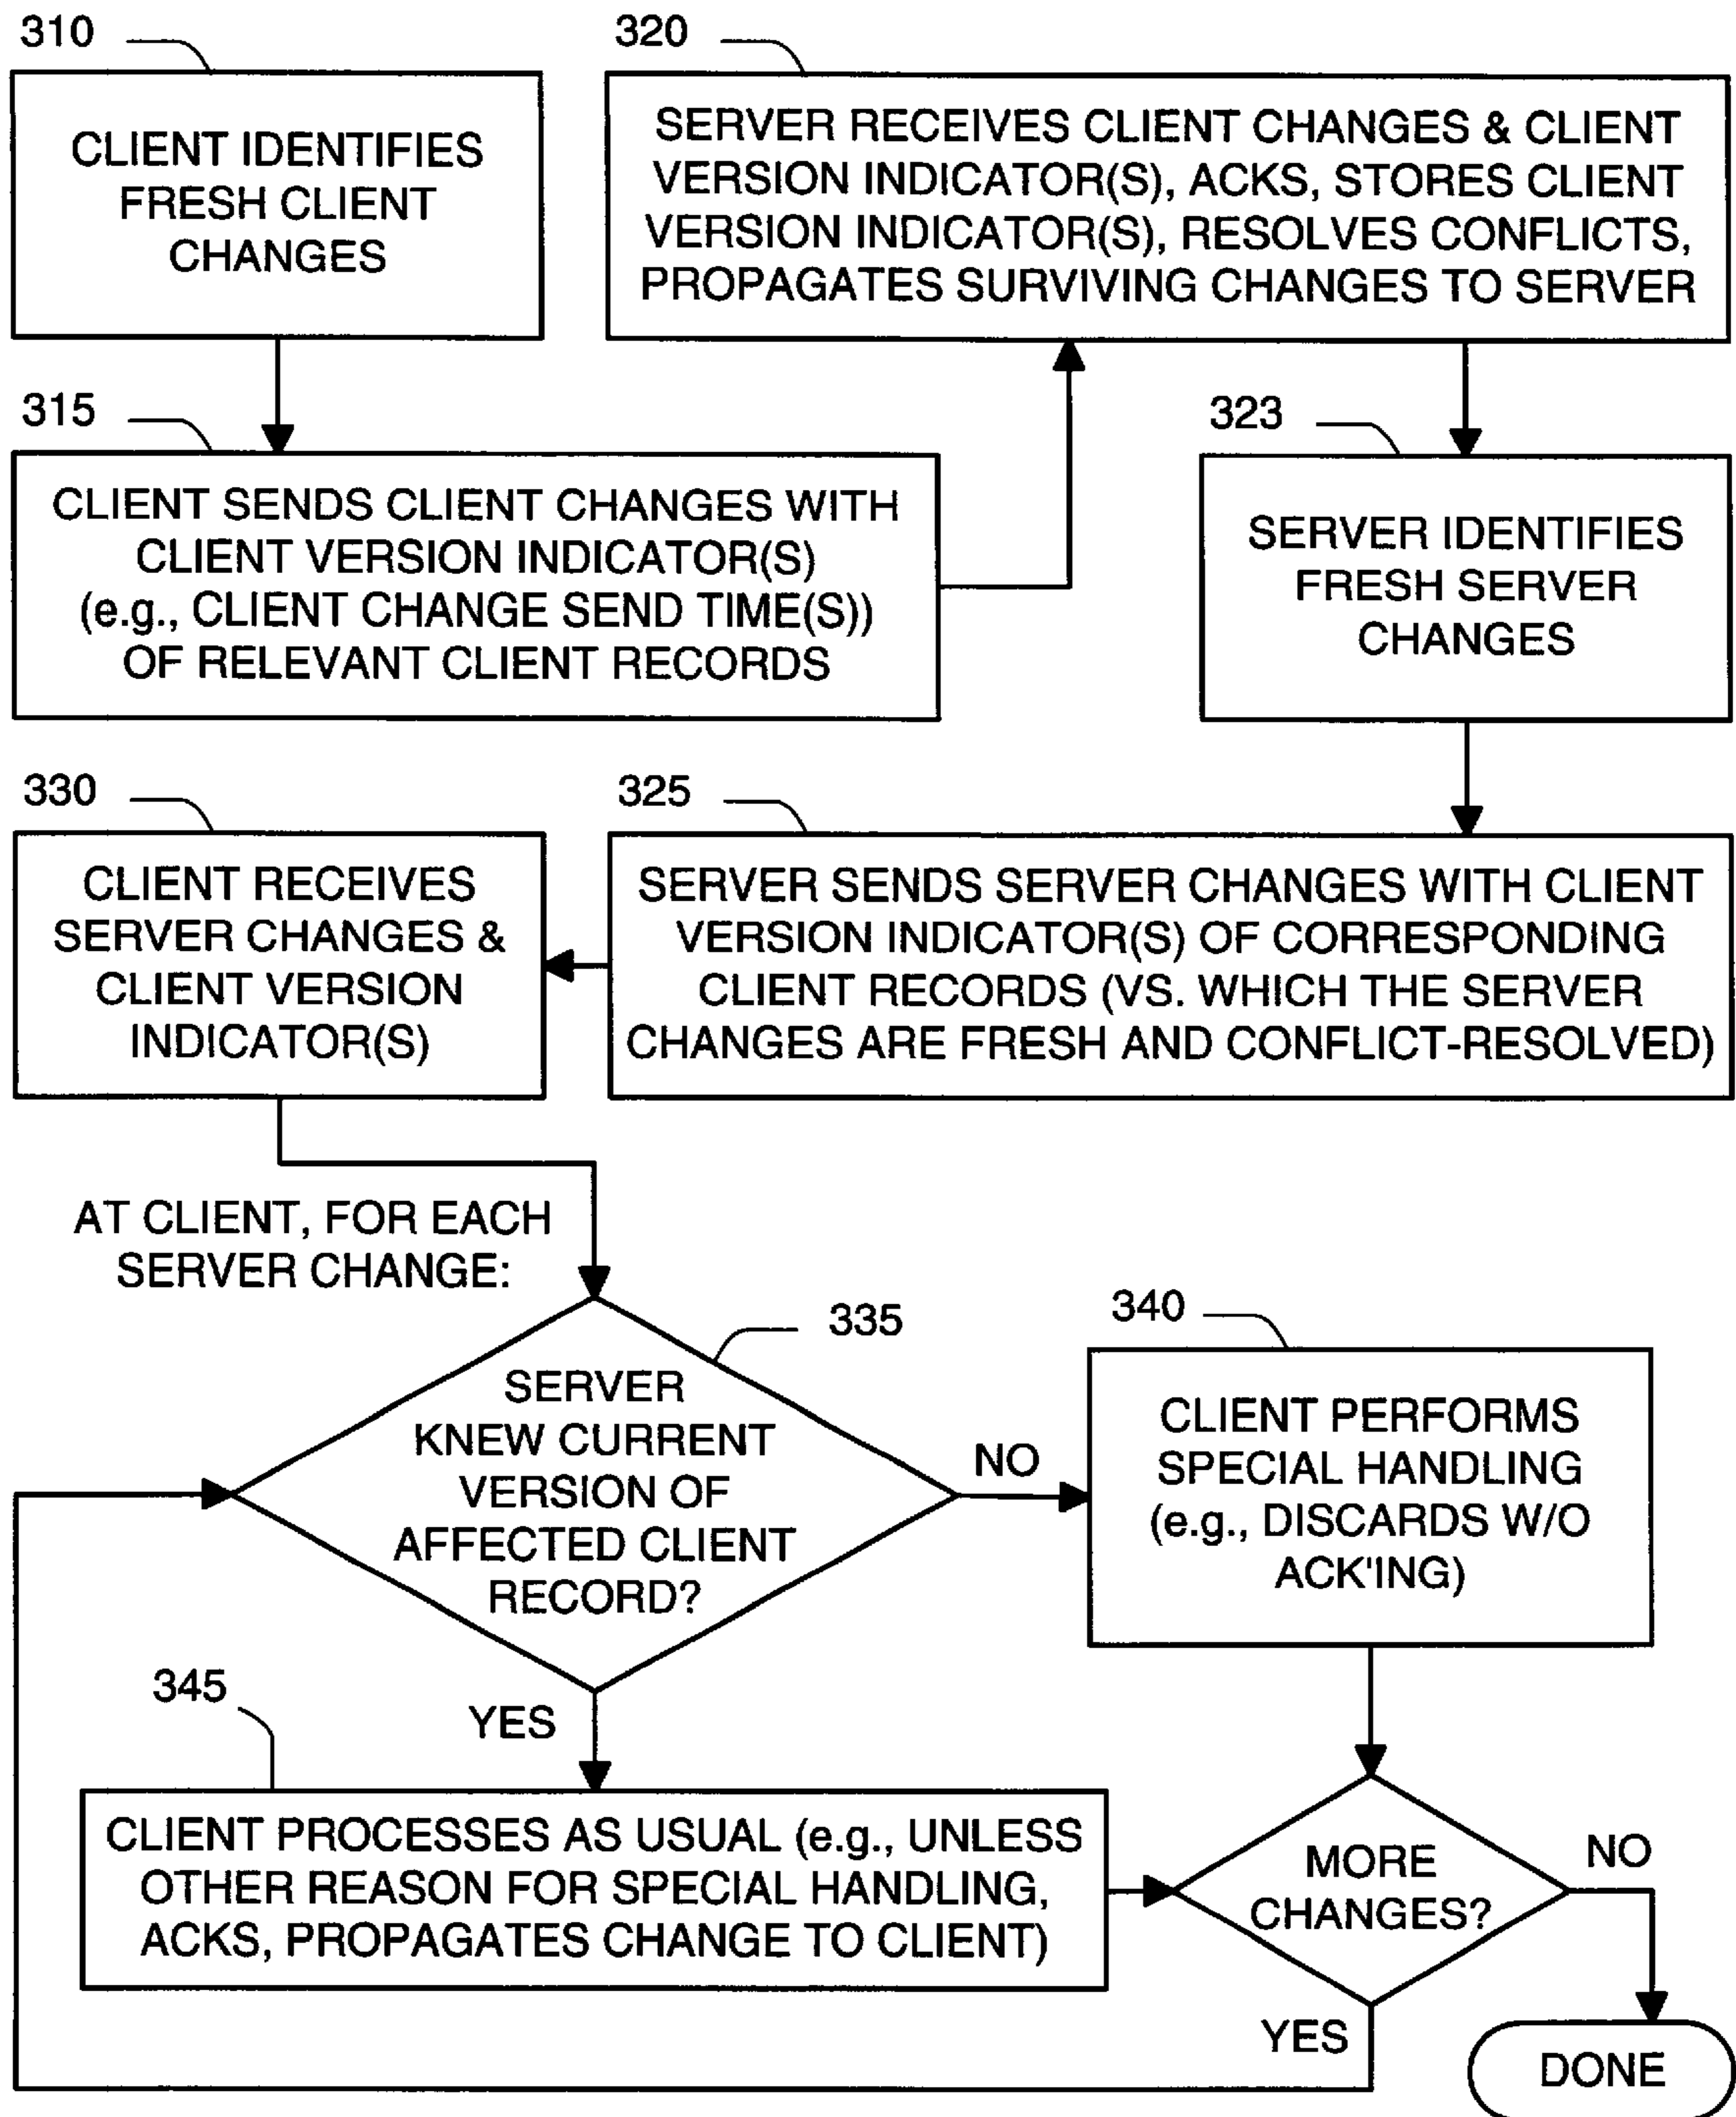 310
CLIENT IDENTIFIES
FRESH CLIENT
CHANGES
320
SERVER RECEIVES CLIENT CHANGES & CLIENT
VERSION INDICATOR(S), ACKS, STORES CLIENT
VERSION INDICATOR(S), RESOLVES CONFLICTS,
PROPAGATES SURVIVING CHANGES TO SERVER
315
CLIENT SENDS CLIENT CHANGES WITH
CLIENT VERSION INDICATOR(S)
(e.g., CLIENT CHANGE SEND TIME(S))
OF RELEVANT CLIENT RECORDS
323
SERVER IDENTIFIES
FRESH SERVER
CHANGES
330
CLIENT RECEIVES
SERVER CHANGES &
CLIENT VERSION
INDICATOR(S)
325
SERVER SENDS SERVER CHANGES WITH CLIENT
VERSION INDICATOR(S) OF CORRESPONDING
CLIENT RECORDS (VS. WHICH THE SERVER
CHANGES ARE FRESH AND CONFLICT-RESOLVED)
AT CLIENT, FOR EACH
SERVER CHANGE:
335
SERVER
KNEW CURRENT
VERSION OF
AFFECTED CLIENT
RECORD?
NO
340
CLIENT PERFORMS
SPECIAL HANDLING
(e.g., DISCARDS W/O
ACK'ING)
YES
345
CLIENT PROCESSES AS USUAL (e.g., UNLESS
OTHER REASON FOR SPECIAL HANDLING,
ACKS, PROPAGATES CHANGE TO CLIENT)
MORE
CHANGES?
NO
YES
DONE